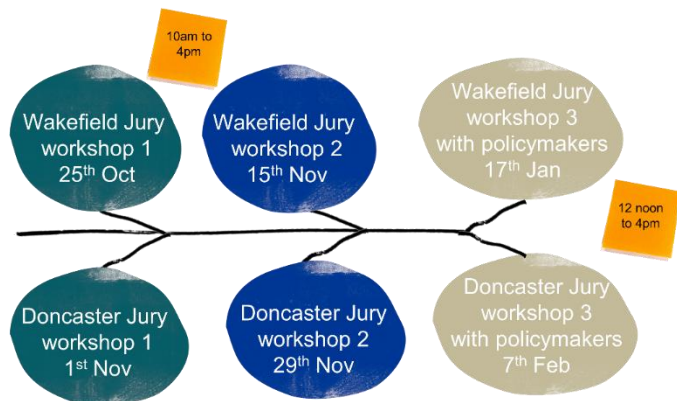 10am to
4pm
Wakefield Jury
workshop 1
25th Oct
Wakefield Jury
workshop 2
15th Nov
Wakefield Jury
workshop 3
with policymakers
17th Jan
12 noon
to 4pm
Doncaster Jury
workshop 1
1st Nov
Doncaster Jury
workshop 2
29th Nov
Doncaster Jury
workshop 3
with policymakers
7th Feb